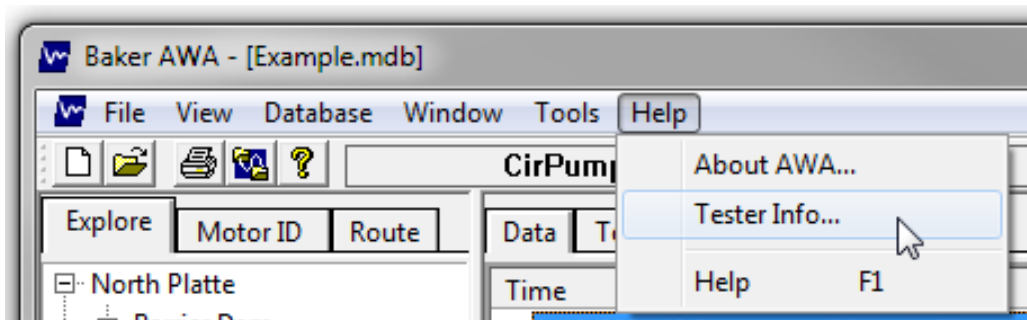 Baker AWA - [Example.mdb]
File View Database Window Tools Help
CirPump
About AWA...
Explore Motor ID Route Data
Tester Info...
North Platte
Time
Help F1